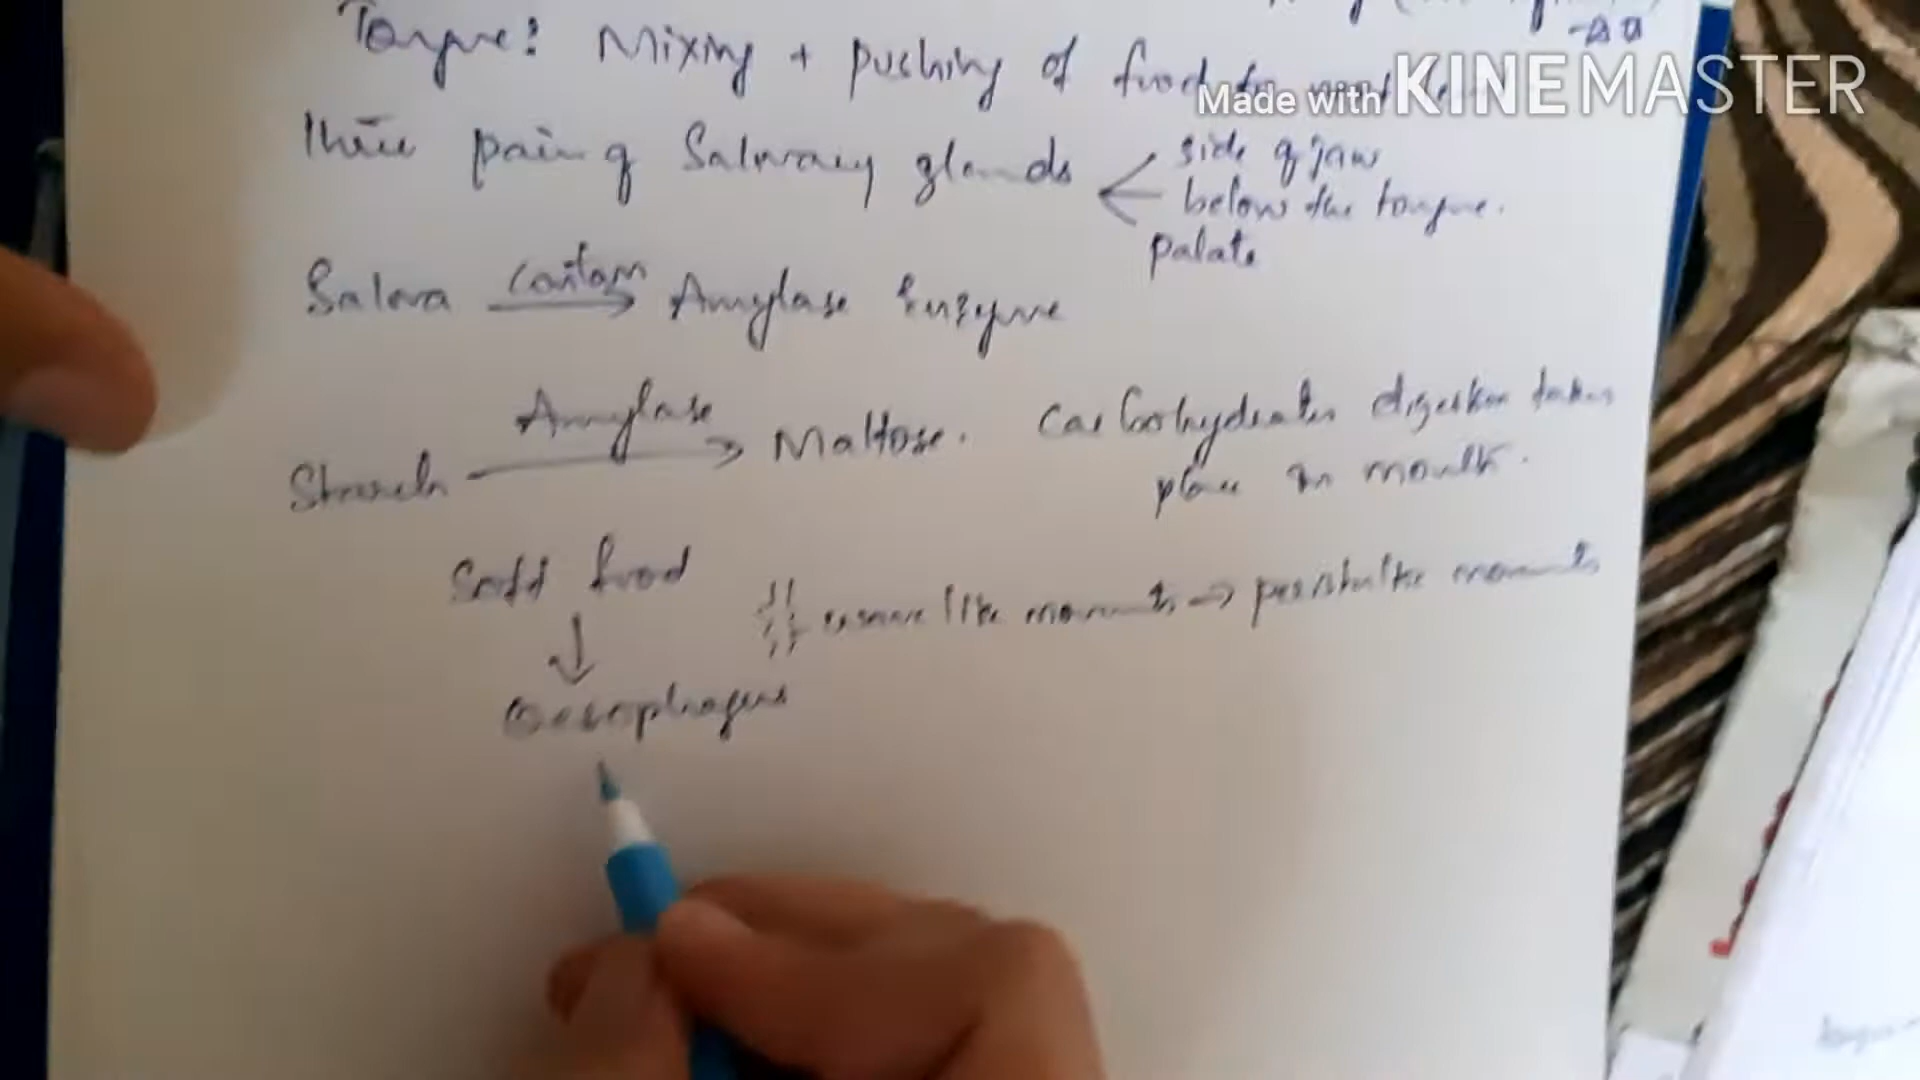 Tongue: Mixing + pushing of food to
Made with KINEMASTER
three pair of Salivary glands
side of jaw
below the tongue.
palate
Saliva contain Amylase Enzyme
Amylase
Starch Maltose. Carbohydrates digestion takes
place in mouth.
Soft food
wave like movements → peristaltic movements
Oesophagus